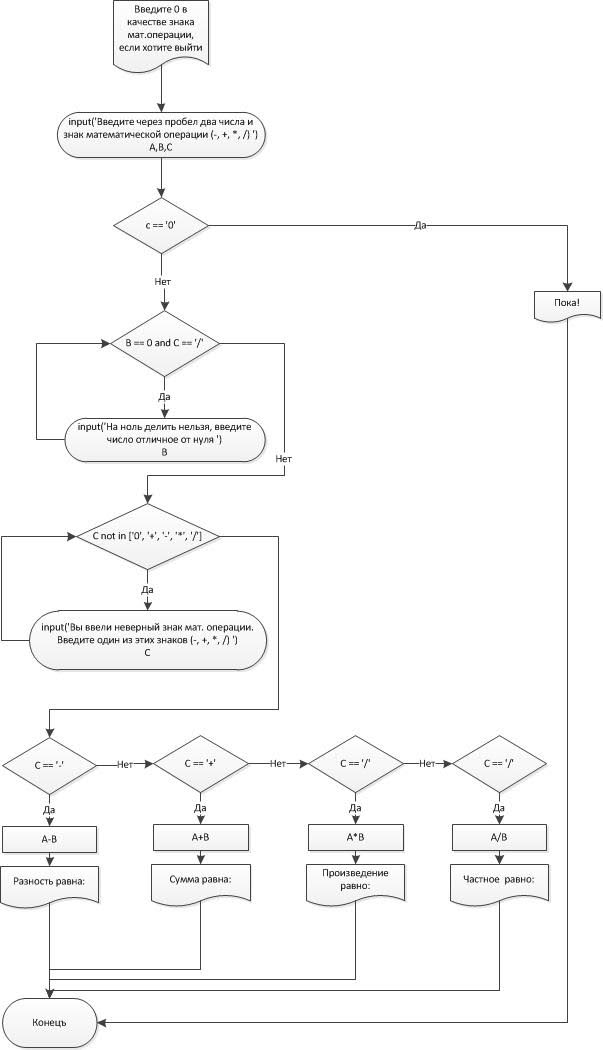 Введите 0 в
качестве знака
мат.операции,
если хотите выйти
input('Введите через пробел два числа и
знак математической операции (-, +, *, /) ')
A,B,C
c == '0'
Да
Нет
Пока!
B == 0 and C == '/'
Да
input('На ноль делить нельзя, введите
число отличное от нуля ')
B
Нет
C not in ['0', '+', '-', '*', '/']
Да
input('Вы ввели неверный знак мат. операции.
Введите один из этих знаков (-, +, *, /) ')
C
C == '-'
Нет
C == '+'
Нет
C == '/'
Нет
C == '/'
Да
Да
Да
Да
A-B
A+B
A*B
A/B
Разность равна:
Сумма равна:
Произведение
равно:
Частное равно:
Конецъ